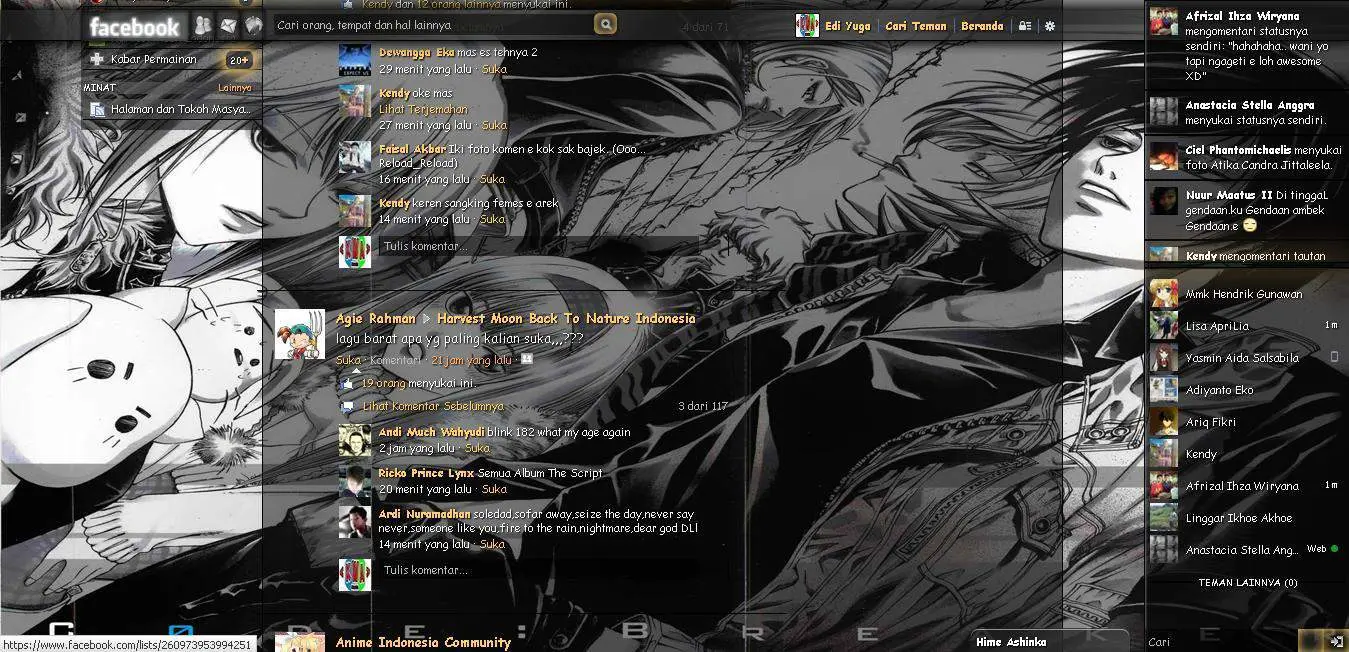 Kendy dan 12 orang lainnya menyukai ini.
facebook
Cari orang, tempat dan hal lainnya
4 dari 71
Edi Yuga
Cari Teman
Beranda
Kabar Permainan 20+
MINAT Lainnya
Halaman dan Tokoh Masya...
Dewangga Eka mas es tehnya 2
29 menit yang lalu · Suka
Kendy oke mas
Lihat Terjemahan
27 menit yang lalu · Suka
Faisal Akbar Iki foto komen e kok sak bajek..(Ooo...
Reload_Reload)
16 menit yang lalu · Suka
Kendy keren sangking femes e arek
14 menit yang lalu · Suka
Tulis komentar...
Agie Rahman ▷ Harvest Moon Back To Nature Indonesia
lagu barat apa yg paling kalian suka,,,???
Suka · Komentari · 21 jam yang lalu ·
19 orang menyukai ini.
Lihat Komentar Sebelumnya 3 dari 117
Andi Much Wahyudi blink 182 what my age again
2 jam yang lalu · Suka
Ricko Prince Lynx Semua Album The Script
20 menit yang lalu · Suka
Ardi Nuramadhan soledad,sofar away,seize the day,never say
never,someone like you,fire to the rain,nightmare,dear god DLl
14 menit yang lalu · Suka
Tulis komentar...
Anime Indonesia Community
C 0 D E : B R E K E
https://www.facebook.com/lists/260973953994251
Hime Ashinka
Afrizal Ihza Wiryana
mengomentari statusnya
sendiri: "hahahaha.. wani yo
tapi ngageti e loh awesome
XD"
Anastacia Stella Anggra
menyukai statusnya sendiri.
Ciel Phantomichaelis menyukai
foto Atika Candra Jittaleela.
Nuur Maatus II Di tinggaL
gendaan.ku Gendaan ambek
Gendaan.e
Kendy mengomentari tautan
Mmk Hendrik Gunawan
Lisa ApriLia 1m
Yasmin Aida Salsabila
Adiyanto Eko
Ariq Fikri
Kendy
Afrizal Ihza Wiryana 1m
Linggar Ikhoe Akhoe
Anastacia Stella Ang... Web
TEMAN LAINNYA (0)
Cari